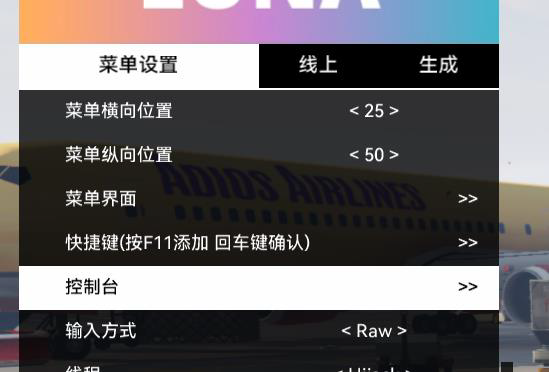 LUNA
菜单设置 线上 生成
菜单横向位置 < 25 >
菜单纵向位置 < 50 >
ADIOS AIRLINES
菜单界面 >>
快捷键(按F11添加 回车键确认) >>
控制台 >>
输入方式 < Raw >
线程 < Hijack >